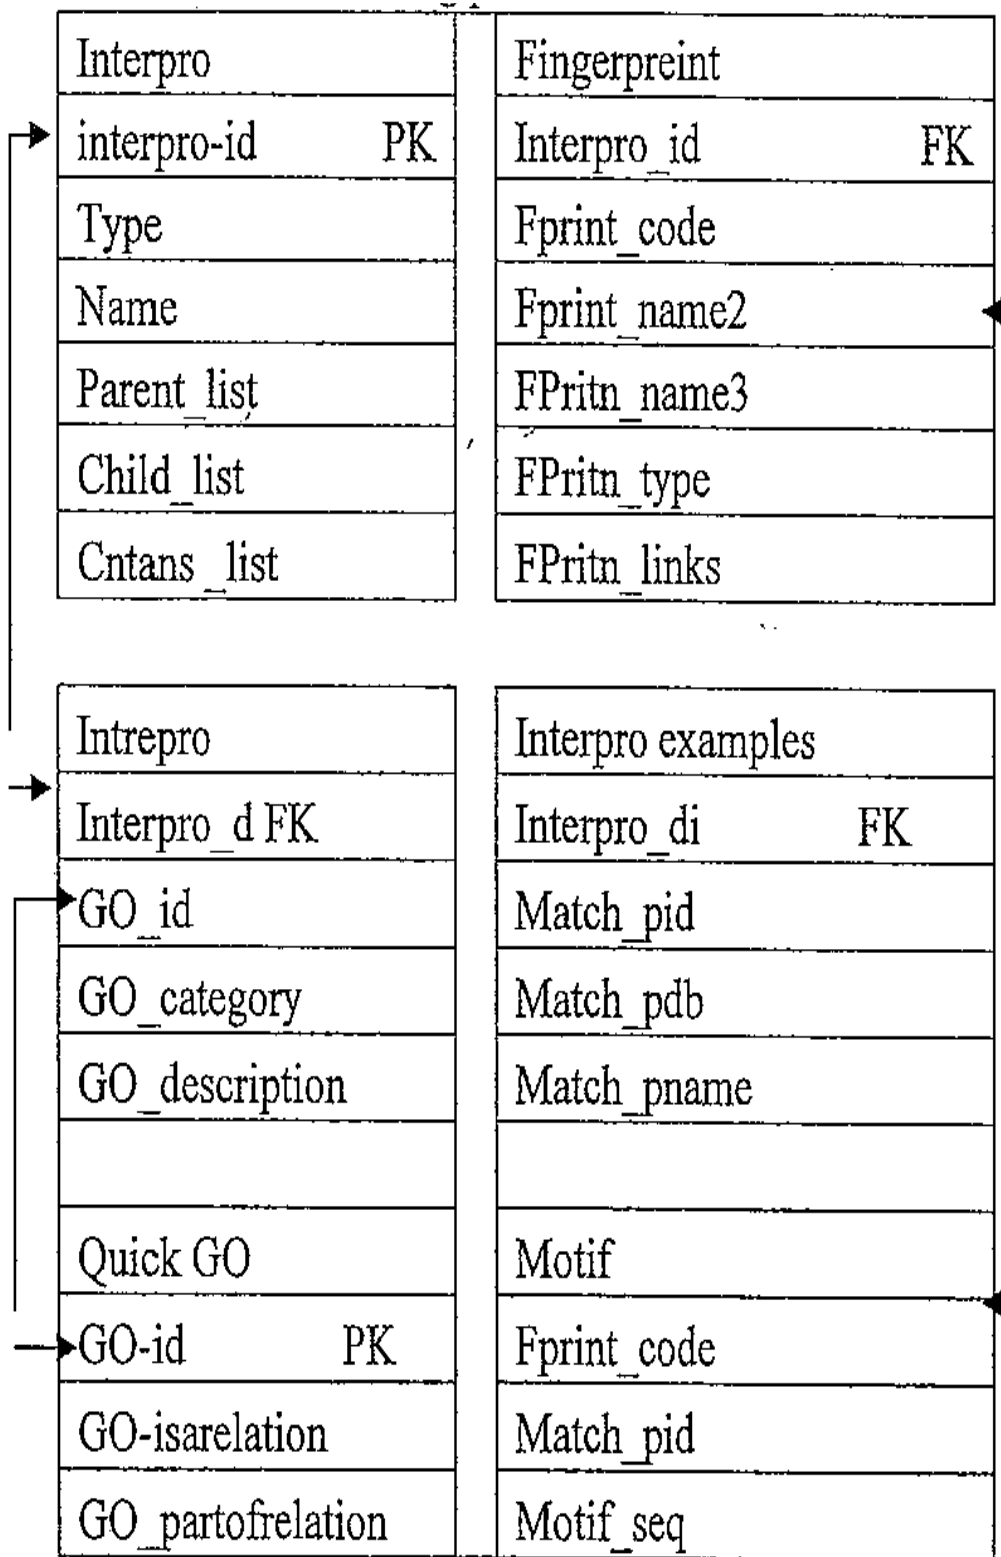 Interpro
interpro-id PK
Type
Name
Parent_list
Child_list
Cntans_list
Fingerpreint
Interpro_id FK
Fprint_code
Fprint_name2
FPritn_name3
FPritn_type
FPritn_links
Intrepro
Interpro_d FK
GO_id
GO_category
GO_description
Quick GO
GO-id PK
GO-isarelation
GO_partofrelation
Interpro examples
Interpro_di FK
Match_pid
Match_pdb
Match_pname
Motif
Fprint_code
Match_pid
Motif_seq